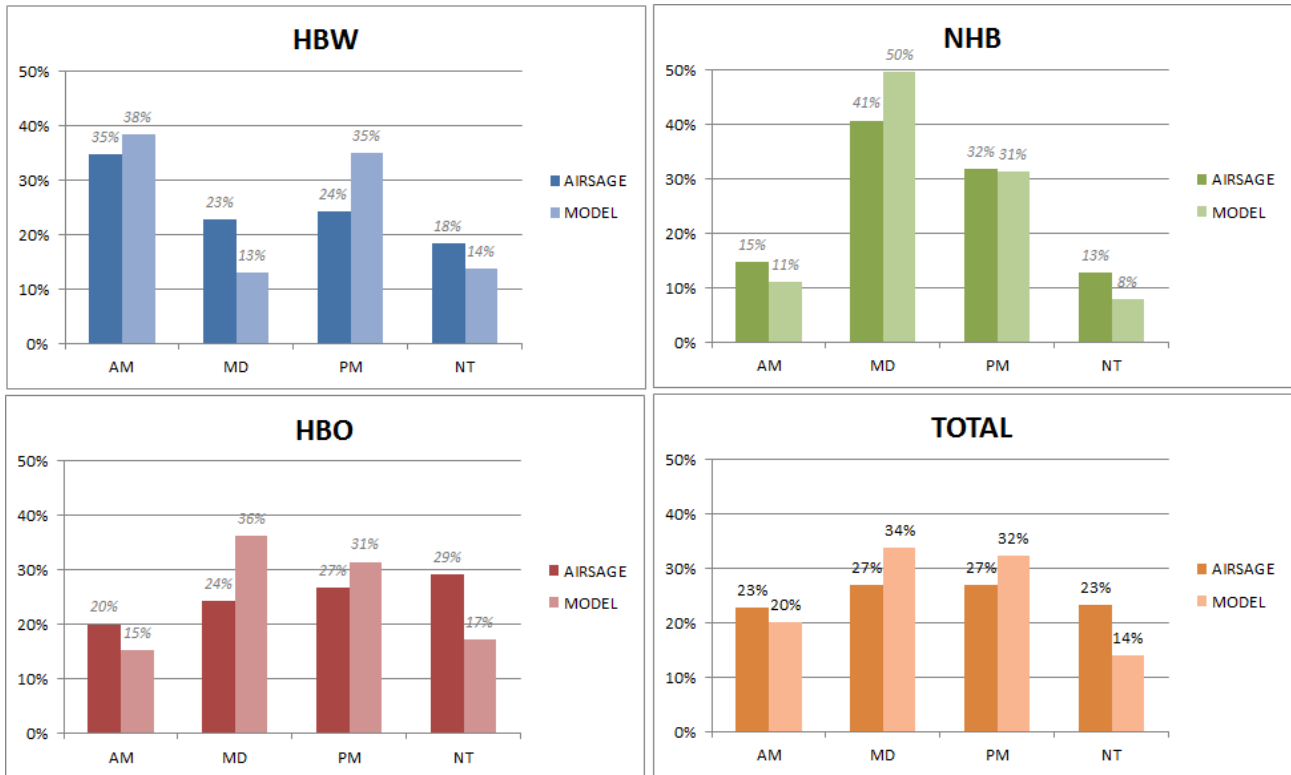 HBW
50%
40%
30%
20%
10%
0%
35%
38%
23%
13%
24%
35%
18%
14%
AM
MD
PM
NT
AIRSAGE
MODEL
NHB
50%
40%
30%
20%
10%
0%
15%
11%
41%
50%
32%
31%
13%
8%
AM
MD
PM
NT
AIRSAGE
MODEL
HBO
50%
40%
30%
20%
10%
0%
20%
15%
24%
36%
27%
31%
29%
17%
AM
MD
PM
NT
AIRSAGE
MODEL
TOTAL
50%
40%
30%
20%
10%
0%
23%
20%
27%
34%
27%
32%
23%
14%
AM
MD
PM
NT
AIRSAGE
MODEL